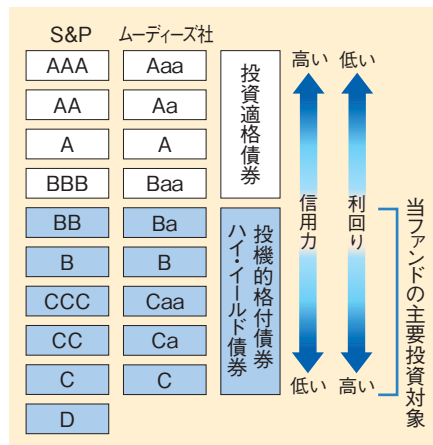 S&P ムーディーズ社
AAA Aaa
AA Aa
A A
BBB Baa
BB Ba
B B
CCC Caa
CC Ca
C C
D
投資適格債券
投機的格付債券
ハイ・イールド債券
高い 低い
信用力 利回り
低い 高い
当ファンドの主要投資対象